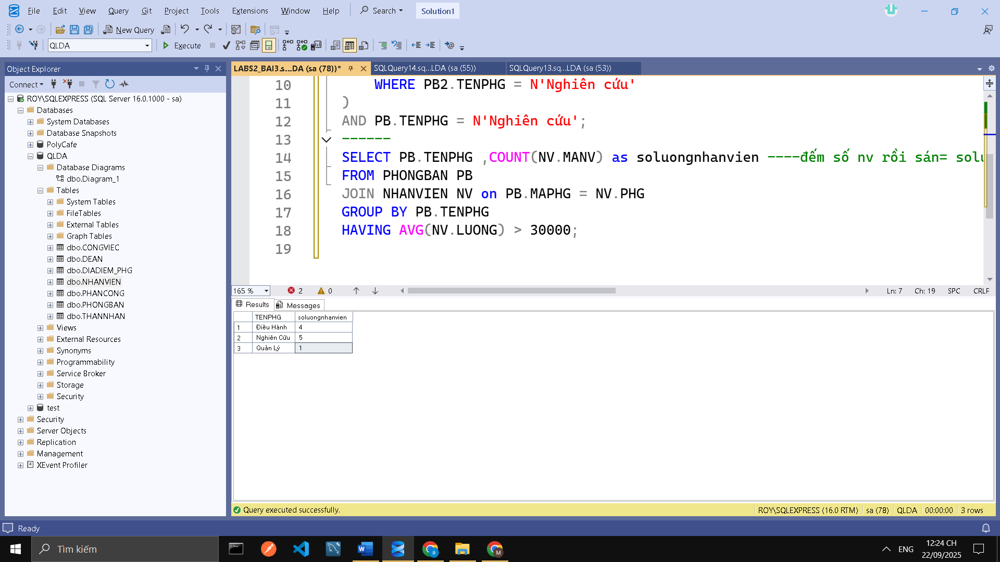 File Edit View Query Git Project Tools Extensions Window Help Search Solution1
New Query
QLDA Execute
Object Explorer
Connect
ROY\SQLEXPRESS (SQL Server 16.0.1000 - sa)
Databases
System Databases
Database Snapshots
PolyCafe
QLDA
Database Diagrams
dbo.Diagram_1
Tables
System Tables
FileTables
External Tables
Graph Tables
dbo.CONGVIEC
dbo.DEAN
dbo.DIADIEM_PHG
dbo.NHANVIEN
dbo.PHANCONG
dbo.PHONGBAN
dbo.THANNHAN
Views
External Resources
Synonyms
Programmability
Service Broker
Storage
Security
test
Security
Server Objects
Replication
Management
XEvent Profiler
LABS2_BAI3.s...DA (sa (78))* SQLQuery14.sq...LDA (sa (55)) SQLQuery13.sq...LDA (sa (53))
10 WHERE PB2.TENPHG = N'Nghiên cứu'
11 )
12 AND PB.TENPHG = N'Nghiên cứu';
13 ------
14 SELECT PB.TENPHG ,COUNT(NV.MANV) as soluongnhanvien ----đếm số nv rồi sán= solu
15 FROM PHONGBAN PB
16 JOIN NHANVIEN NV on PB.MAPHG = NV.PHG
17 GROUP BY PB.TENPHG
18 HAVING AVG(NV.LUONG) > 30000;
19
165 % 2 0 Ln: 7 Ch: 19 SPC CRLF
Results Messages
TENPHG soluongnhanvien
1 Điều Hành 4
2 Nghiên Cứu 5
3 Quản Lý 1
Query executed successfully. ROY\SQLEXPRESS (16.0 RTM) sa (78) QLDA 00:00:00 3 rows
Ready
Tìm kiếm ENG 12:24 CH
22/09/2025